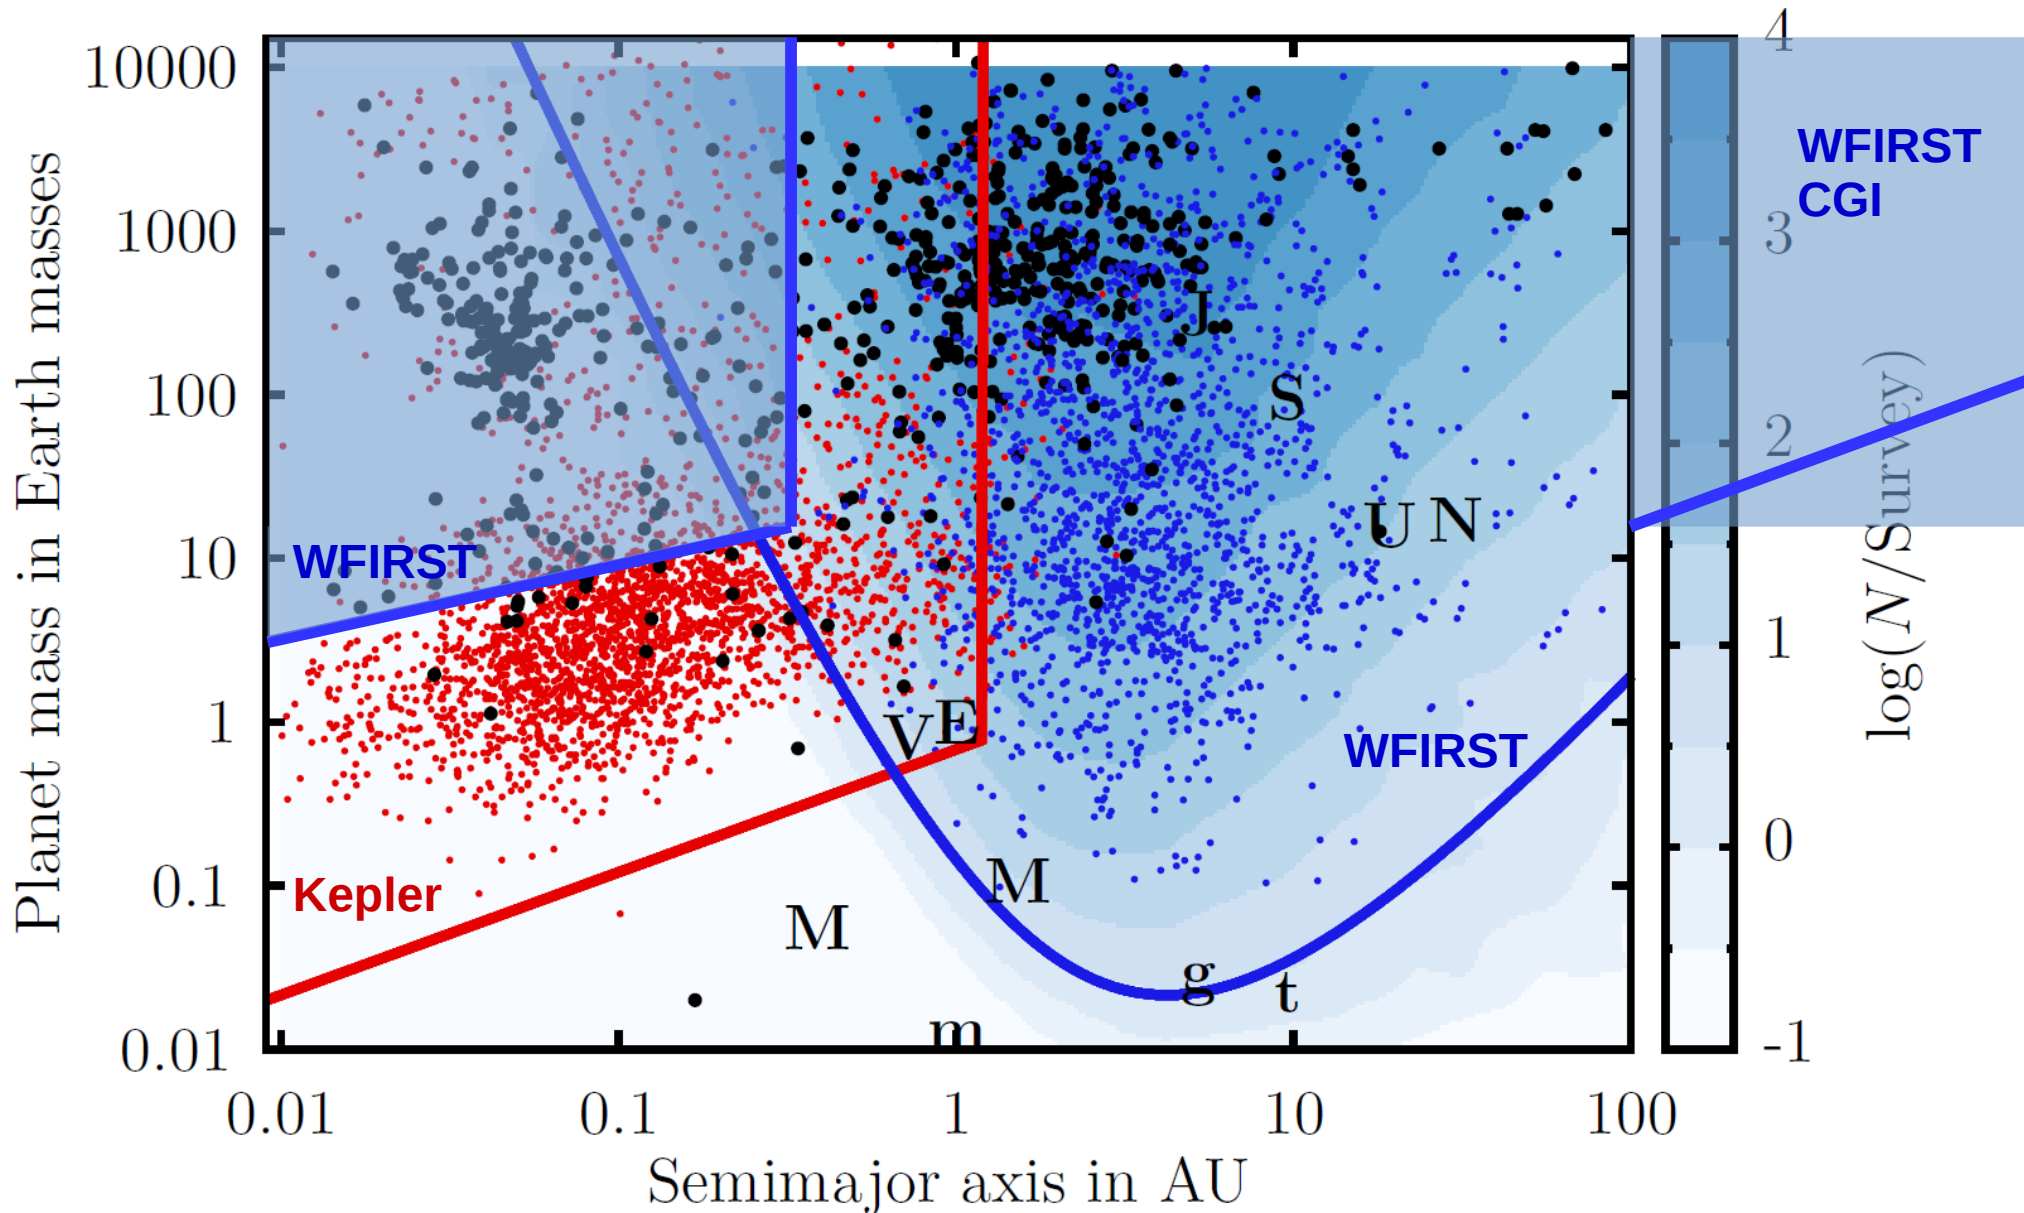 4
10000
WFIRST
CGI
1000
3
100
2
10
1
1
0
0.1
0.01
-1
Planet mass in Earth masses
log(N/Survey)
WFIRST
WFIRST
Kepler
J
S
U
N
V
E
M
M
g
t
m
0.01
0.1
1
10
100
Semimajor axis in AU